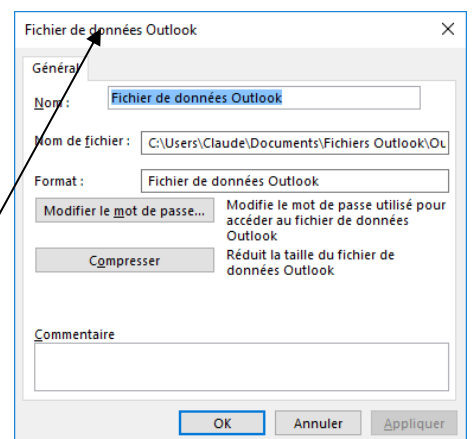 Fichier de données Outlook
Général
Nom : Fichier de données Outlook
Nom de fichier : C:\Users\Claude\Documents\Fichiers Outlook\Ou
Format : Fichier de données Outlook
Modifier le mot de passe... Modifie le mot de passe utilisé pour
accéder au fichier de données
Outlook
Compresser Réduit la taille du fichier de
données Outlook
Commentaire
OK Annuler Appliquer